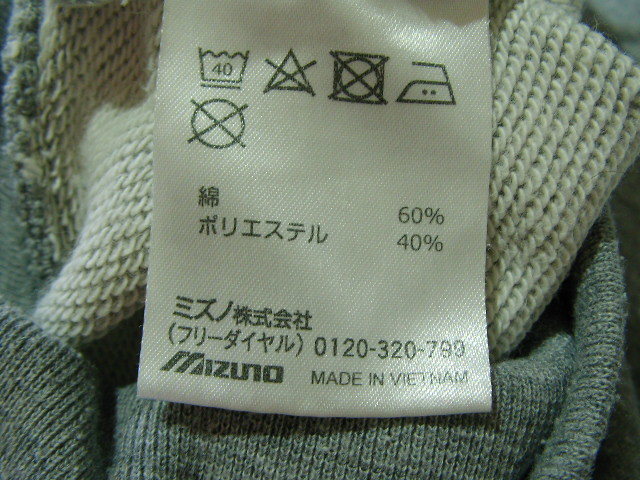 40
綿 60%
ポリエステル 40%
ミズノ株式会社
(フリーダイヤル) 0120-320-799
Mizuno MADE IN VIETNAM